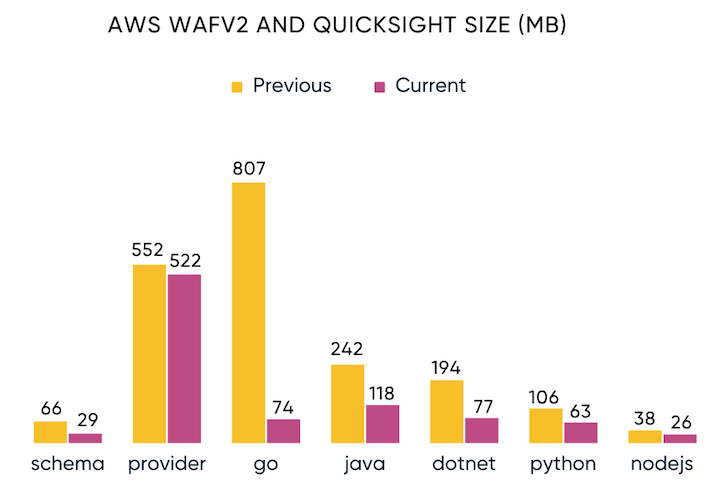 AWS WAFV2 AND QUICKSIGHT SIZE (MB)
Previous Current
807
552 522
242
194
118
106
66 29 74 77 63 38 26
schema provider go java dotnet python nodejs